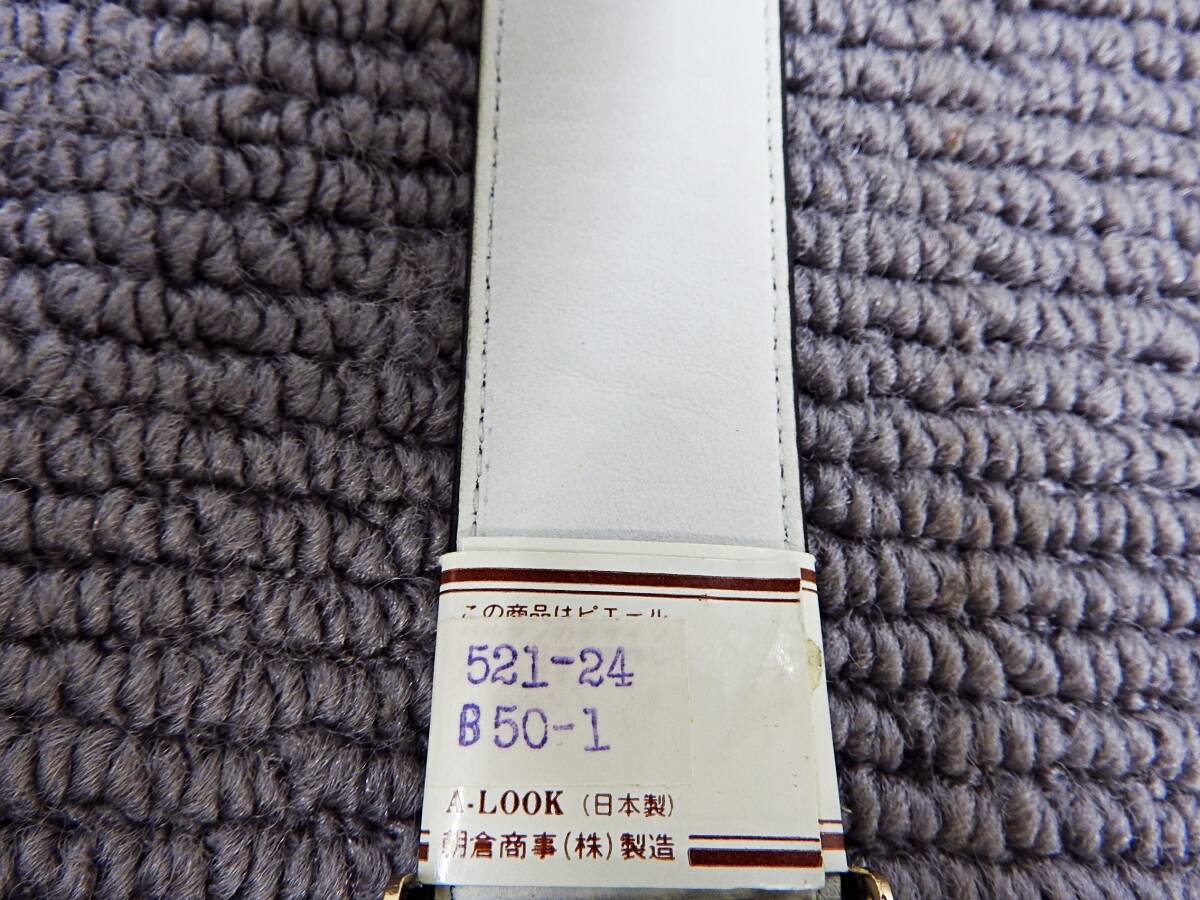 この商品はピエール
521-24
B50-1
A-LOOK (日本製)
朝倉商事(株)製造